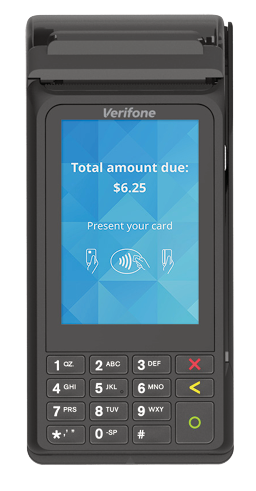 Verifone
Total amount due:
$6.25
Present your card
1 OZ. 2 ABC 3 DEF
4 GHI 5 JKL 6 MNO
7 PRS 8 TUV 9 WXY
*,'" 0 -SP #